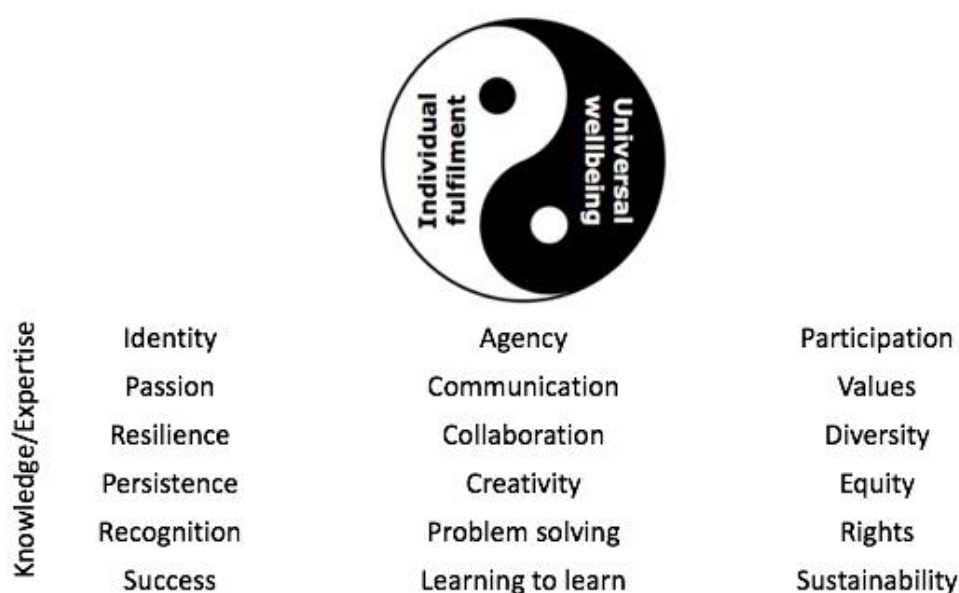 Individual
fulfilment
Universal
wellbeing
Knowledge/Expertise
Identity Agency Participation
Passion Communication Values
Resilience Collaboration Diversity
Persistence Creativity Equity
Recognition Problem solving Rights
Success Learning to learn Sustainability